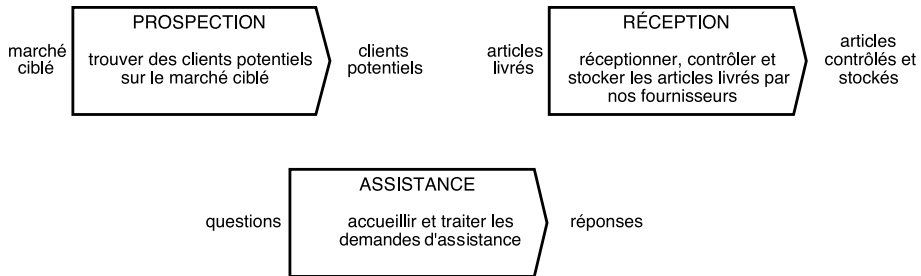 PROSPECTION
marché
ciblé
trouver des clients potentiels
sur le marché ciblé
clients
potentiels
RÉCEPTION
articles
livrés
réceptionner, contrôler et
stocker les articles livrés par
nos fournisseurs
articles
contrôlés et
stockés
ASSISTANCE
questions
accueillir et traiter les
demandes d'assistance
réponses